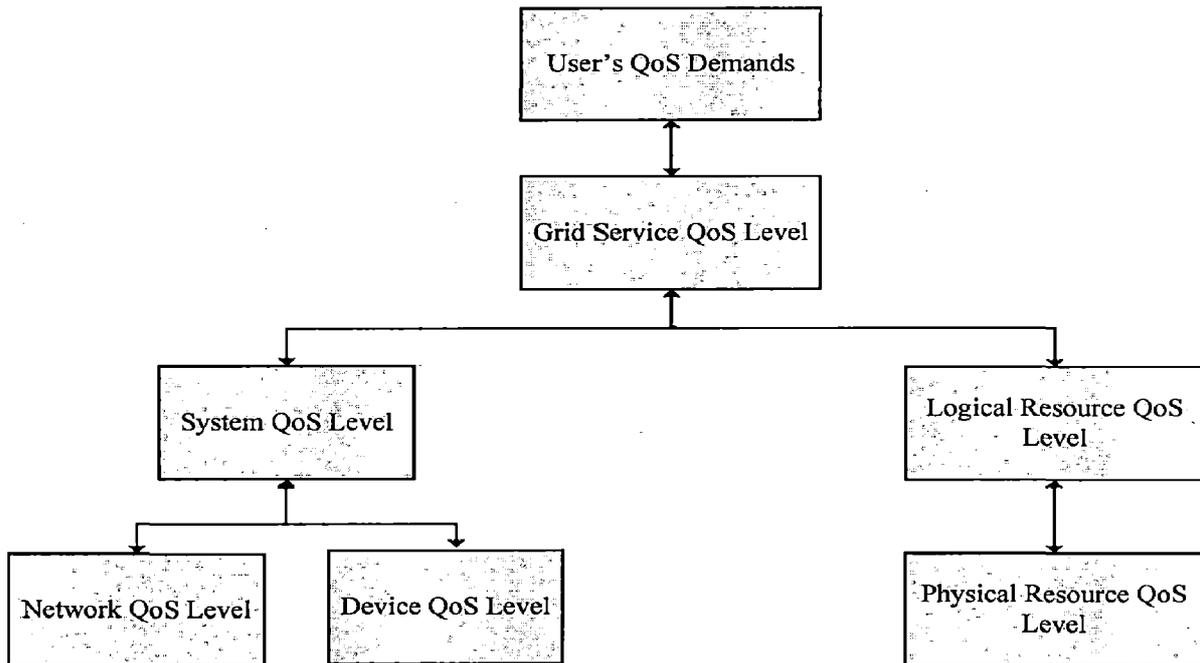 User's QoS Demands
Grid Service QoS Level
System QoS Level
Logical Resource QoS
Level
Network QoS Level
Device QoS Level
Physical Resource QoS
Level